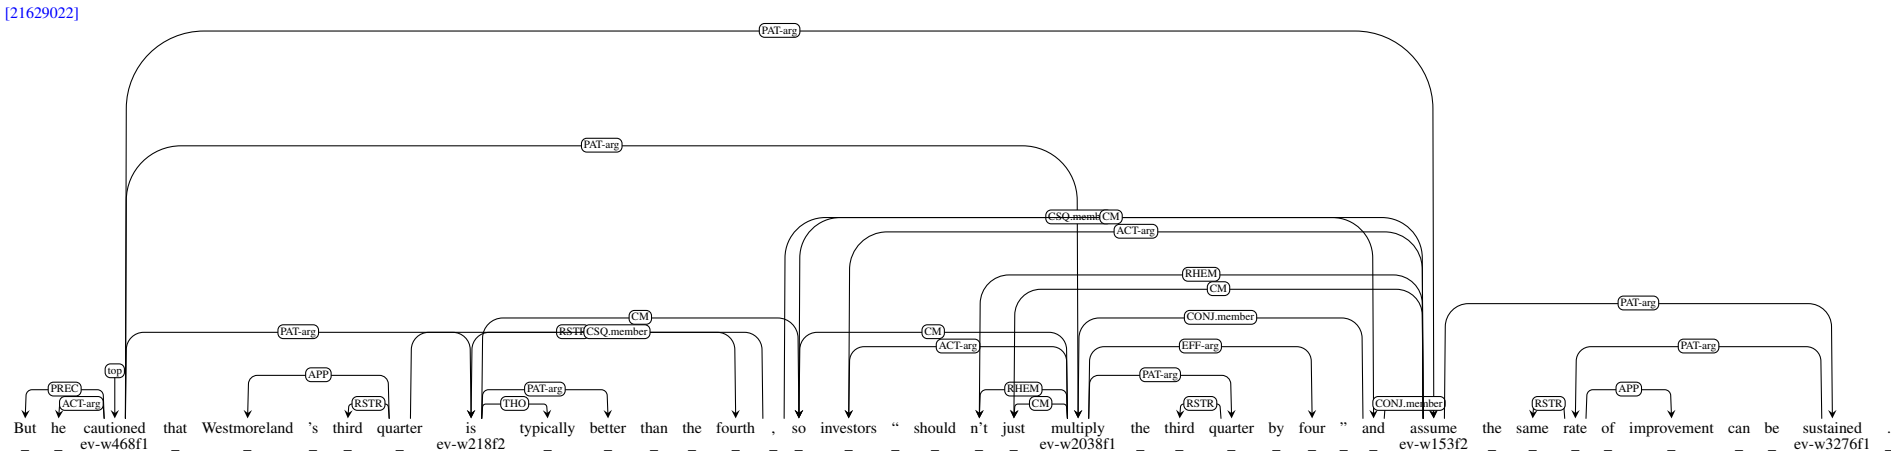 [21629022]
PAT-arg
PAT-arg
CSQ.memb CM
ACT-arg
RHEM
CM
PAT-arg
CM CONJ.member
PAT-arg CSQ.member CM
ACT-arg EFF-arg PAT-arg
top
APP PAT-arg
PREC PAT-arg RHEM APP
ACT-arg RSTR THO CM RSTR CONJ.member RSTR
But he cautioned that Westmoreland 's third quarter is typically better than the fourth , so investors “ should n't just multiply the third quarter by four ” and assume the same rate of improvement can be sustained .
_ _ ev-w468f1 _ _ _ _ _ ev-w218f2 _ _ _ _ _ _ _ _ _ _ _ _ ev-w2038f1 _ _ _ _ _ _ _ ev-w153f2 _ _ _ _ _ _ _ ev-w3276f1 _